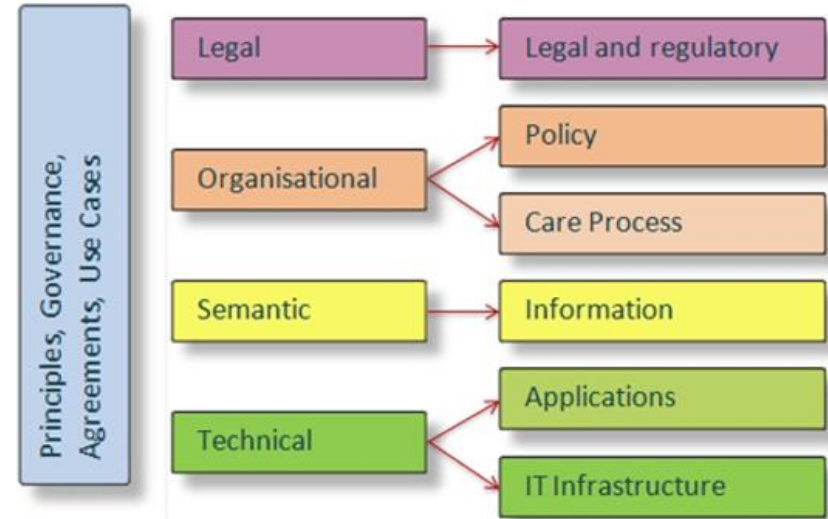 Principles, Governance,
Agreements, Use Cases
Legal
Legal and regulatory
Organisational
Policy
Care Process
Semantic
Information
Technical
Applications
IT Infrastructure